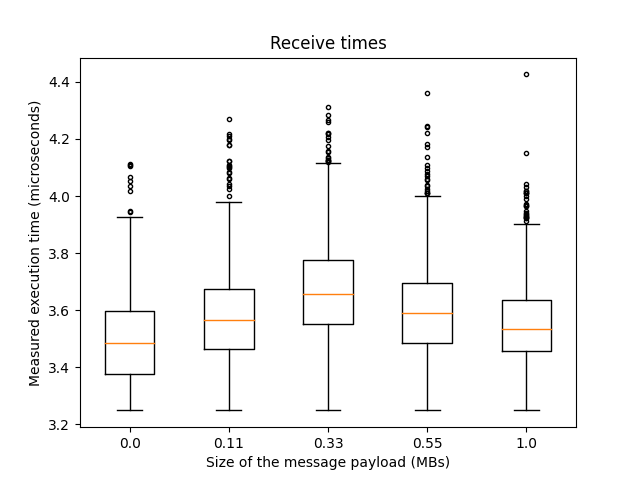 Receive times
Measured execution time (microseconds)
4.4
4.2
4.0
3.8
3.6
3.4
3.2
0.0 0.11 0.33 0.55 1.0
Size of the message payload (MBs)